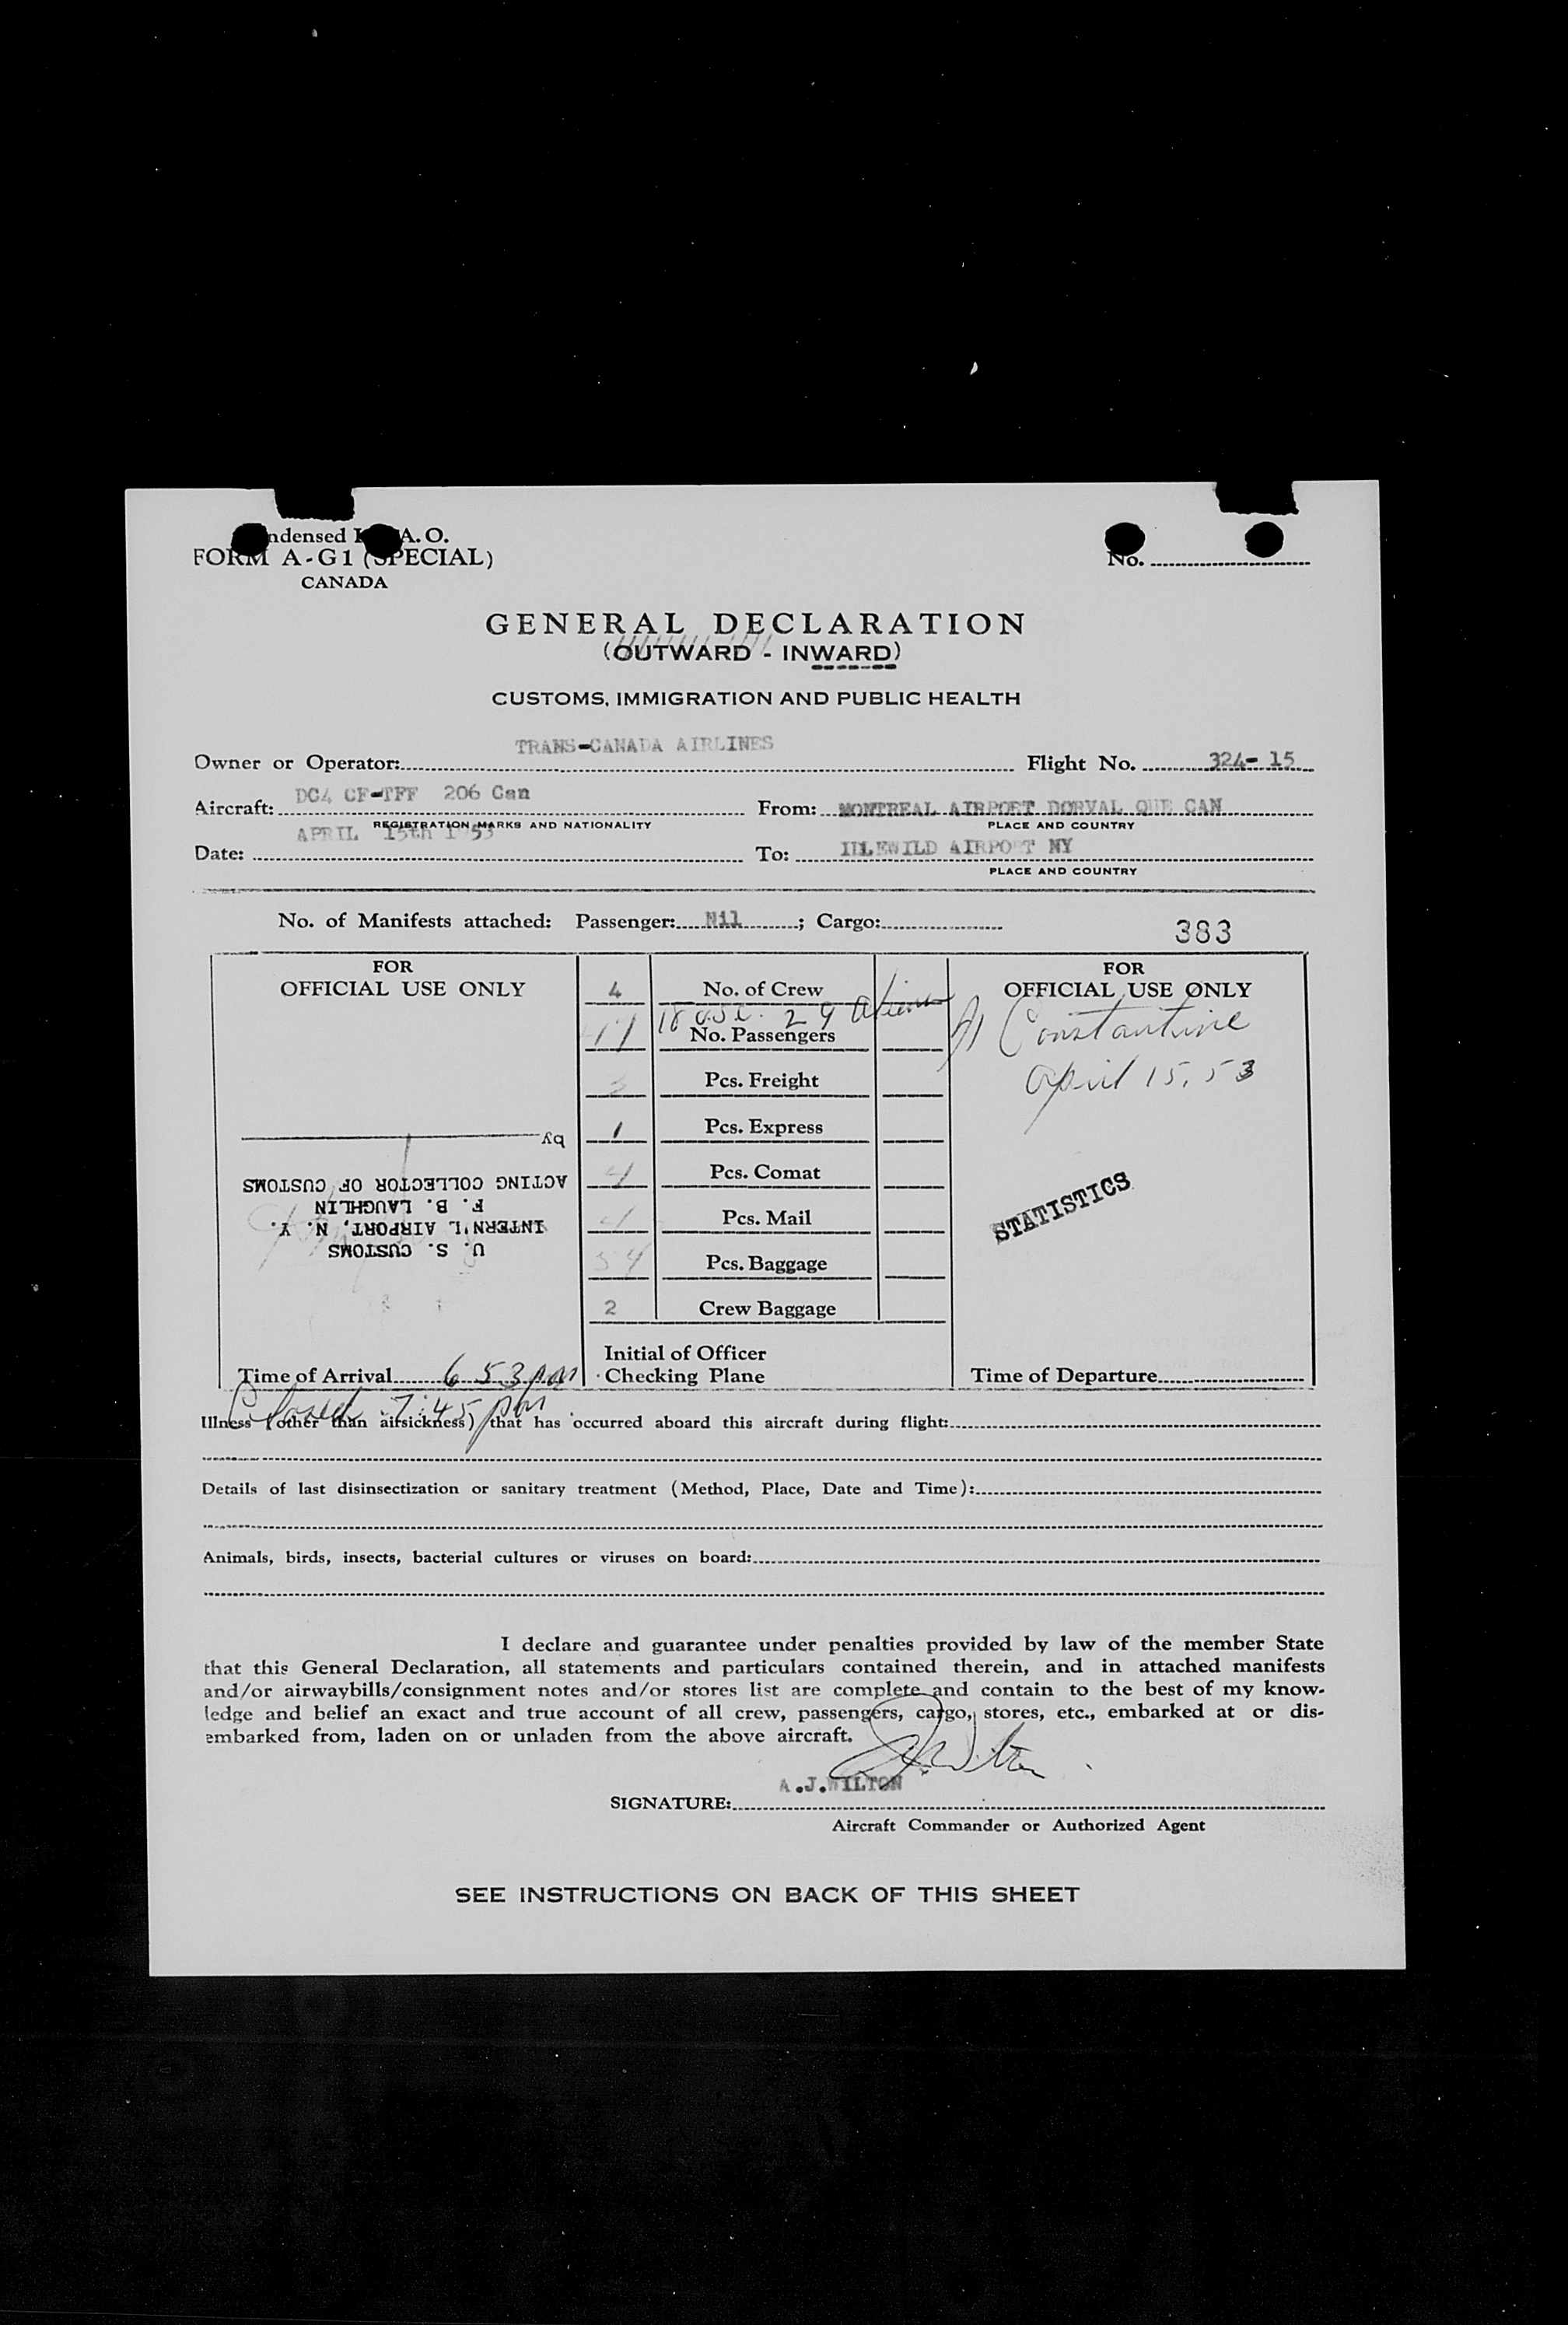 ndensed I A. O.
FORM A-G1 (SPECIAL)
CANADA
No.
GENERAL DECLARATION
(OUTWARD - INWARD)
CUSTOMS, IMMIGRATION AND PUBLIC HEALTH
Owner or Operator: TRANS-CANADA AIRLINES Flight No. 324- 15
Aircraft: DC4 CF-TFF 206 Can From: MONTREAL AIRPORT DORVAL QUE CAN
REGISTRATION MARKS AND NATIONALITY PLACE AND COUNTRY
Date: APRIL 15th 1953 To: IDLEWILD AIRPORT NY
PLACE AND COUNTRY
No. of Manifests attached: Passenger: Nil ; Cargo:
383
FOR
OFFICIAL USE ONLY
4 No. of Crew
18 U.S.C. 29 Aliens
No. Passengers
Pcs. Freight
1 Pcs. Express
Pcs. Comat
Pcs. Mail
54 Pcs. Baggage
2 Crew Baggage
Initial of Officer
Checking Plane
FOR
OFFICIAL USE ONLY
Constantine
April 15, 53
STATISTICS
U. S. CUSTOMS
INTERN'L AIRPORT, N. Y.
F. B. LAUGHLIN
ACTING COLLECTOR OF CUSTOMS
by
Time of Arrival 6 53 pm
Time of Departure
Closed 7:45 pm
Illness (other than airsickness) that has occurred aboard this aircraft during flight:
Details of last disinsectization or sanitary treatment (Method, Place, Date and Time):
Animals, birds, insects, bacterial cultures or viruses on board:
I declare and guarantee under penalties provided by law of the member State
that this General Declaration, all statements and particulars contained therein, and in attached manifests
and/or airwaybills/consignment notes and/or stores list are complete and contain to the best of my know-
ledge and belief an exact and true account of all crew, passengers, cargo, stores, etc., embarked at or dis-
embarked from, laden on or unladen from the above aircraft.
A.J. Wilton
A.J.WILTON
SIGNATURE:
Aircraft Commander or Authorized Agent
SEE INSTRUCTIONS ON BACK OF THIS SHEET